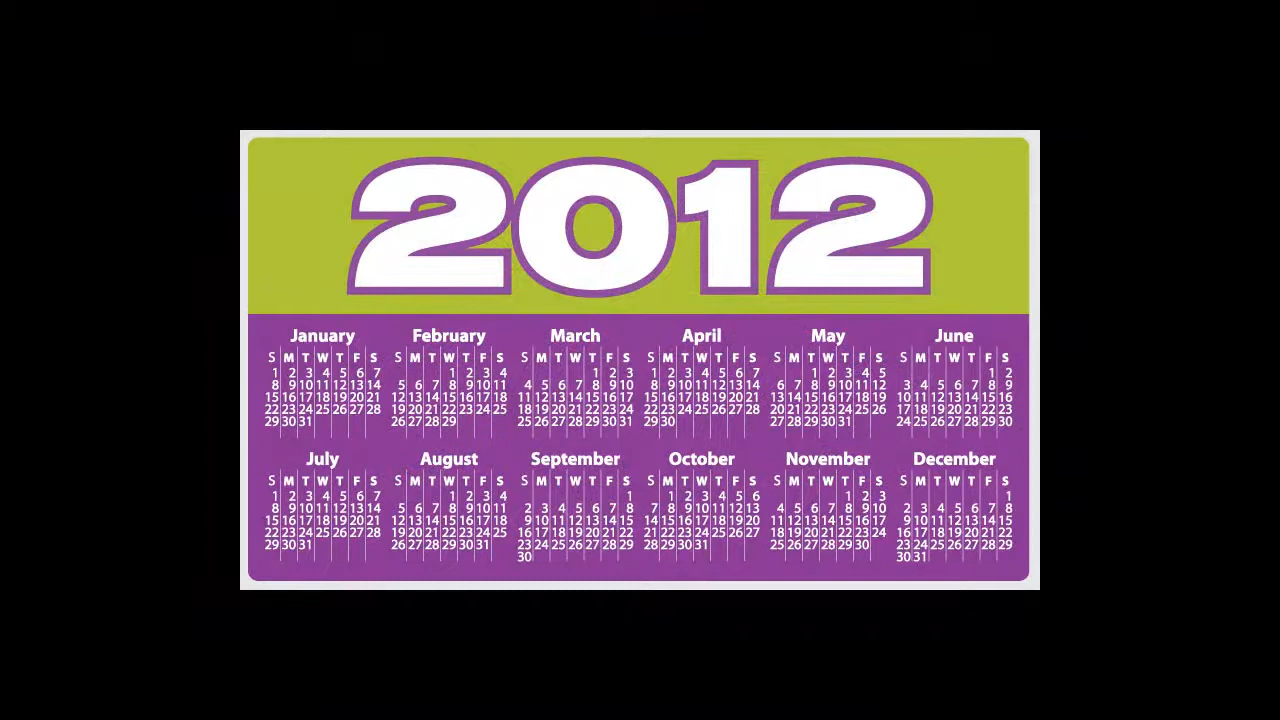 2012
January February March April May June
S M T W T F S S M T W T F S S M T W T F S S M T W T F S S M T W T F S S M T W T F S
1 2 3 4 5 6 7 1 2 3 4 1 2 3 1 2 3 4 5 6 7 1 2 3 4 5 1 2
8 9 10 11 12 13 14 5 6 7 8 9 10 11 4 5 6 7 8 9 10 8 9 10 11 12 13 14 6 7 8 9 10 11 12 3 4 5 6 7 8 9
15 16 17 18 19 20 21 12 13 14 15 16 17 18 11 12 13 14 15 16 17 15 16 17 18 19 20 21 13 14 15 16 17 18 19 10 11 12 13 14 15 16
22 23 24 25 26 27 28 19 20 21 22 23 24 25 18 19 20 21 22 23 24 22 23 24 25 26 27 28 20 21 22 23 24 25 26 17 18 19 20 21 22 23
29 30 31 26 27 28 29 25 26 27 28 29 30 31 29 30 27 28 29 30 31 24 25 26 27 28 29 30
July August September October November December
S M T W T F S S M T W T F S S M T W T F S S M T W T F S S M T W T F S S M T W T F S
1 2 3 4 5 6 7 1 2 3 4 1 1 2 3 4 5 6 1 2 3 1
8 9 10 11 12 13 14 5 6 7 8 9 10 11 2 3 4 5 6 7 8 7 8 9 10 11 12 13 4 5 6 7 8 9 10 2 3 4 5 6 7 8
15 16 17 18 19 20 21 12 13 14 15 16 17 18 9 10 11 12 13 14 15 14 15 16 17 18 19 20 11 12 13 14 15 16 17 9 10 11 12 13 14 15
22 23 24 25 26 27 28 19 20 21 22 23 24 25 16 17 18 19 20 21 22 21 22 23 24 25 26 27 18 19 20 21 22 23 24 16 17 18 19 20 21 22
29 30 31 26 27 28 29 30 31 23 24 25 26 27 28 29 28 29 30 31 25 26 27 28 29 30 23 24 25 26 27 28 29
30 30 31